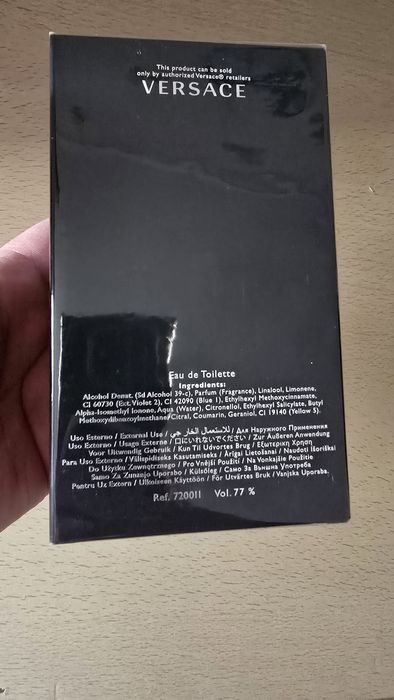 This product can be sold
only by authorized Versace® retailers
VERSACE
Eau de Toilette
Ingredients:
Alcohol Denat. (Sd Alcohol 39-c), Parfum (Fragrance), Linalool, Limonene,
CI 60730 (Ext. Violet 2), CI 42090 (Blue 1), Ethylhexyl Methoxycinnamate,
Alpha-Isomethyl Ionone, Aqua (Water), Citronellol, Ethylhexyl Salicylate, Butyl
Methoxydibenzoylmethane, Citral, Coumarin, Geraniol, CI 19140 (Yellow 5).
Uso Esterno / External Use / للاستعمال الخارجي / Для Наружного Применения
Uso Externo / Usage Externe / 口にいれないでください / Zur Äußeren Anwendung
Voor Uitwendig Gebruik / Kun Til Udvortes Brug / Εξωτερική Χρηση
Para Uso Externo / Välispidiseks Kasutamiseks / Ārīgai Lietošanai / Naudoti Išoriškai
Do Użytku Zewnętrznego / Pro Vnější Použití / Na Vonkajšie Použitie
Samo Za Zunanjo Uporabo / Külsőleg / Само За Външна Употреба
Pentru Uz Extern / Ulkoiseen Käyttöön / För Utvärtes Bruk / Vanjska Uporaba
Ref. 720011 Vol. 77 %